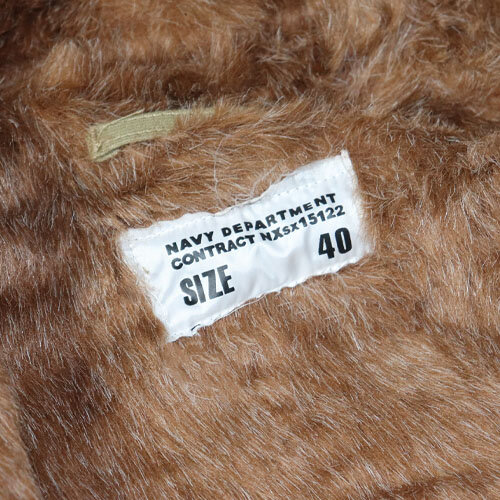 NAVY DEPARTMENT
CONTRACT NXsx15122
SIZE 40